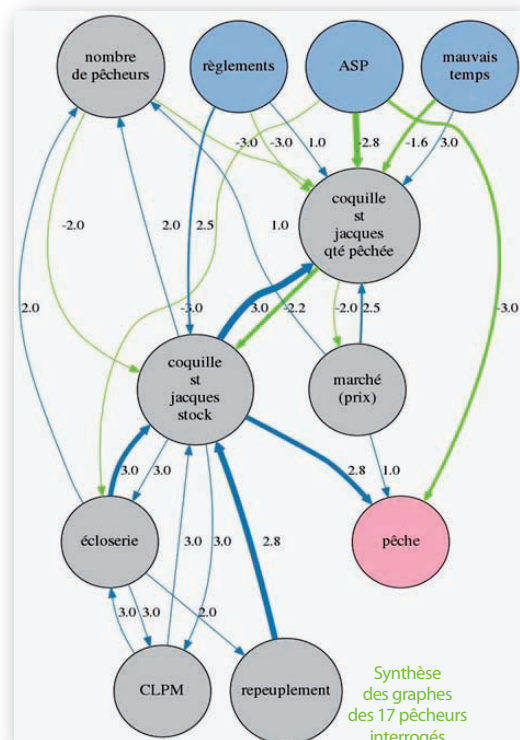 nombre
de pêcheurs
règlements
ASP
mauvais
temps
-3.0
-3.0
1.0
-2.8
-1.6
3.0
coquille
st
jacques
qté pêchée
-2.0
2.0
2.5
1.0
2.0
-3.0
3.0
-2.2
-2.0
2.5
-3.0
coquille
st
jacques
stock
marché
(prix)
3.0
3.0
2.8
1.0
écloserie
3.0
3.0
2.8
pêche
3.0
3.0
2.0
CLPM
repeuplement
Synthèse
des graphes
des 17 pêcheurs
interrogés